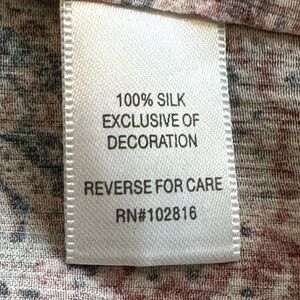 100% SILK
EXCLUSIVE OF
DECORATION
REVERSE FOR CARE
RN#102816